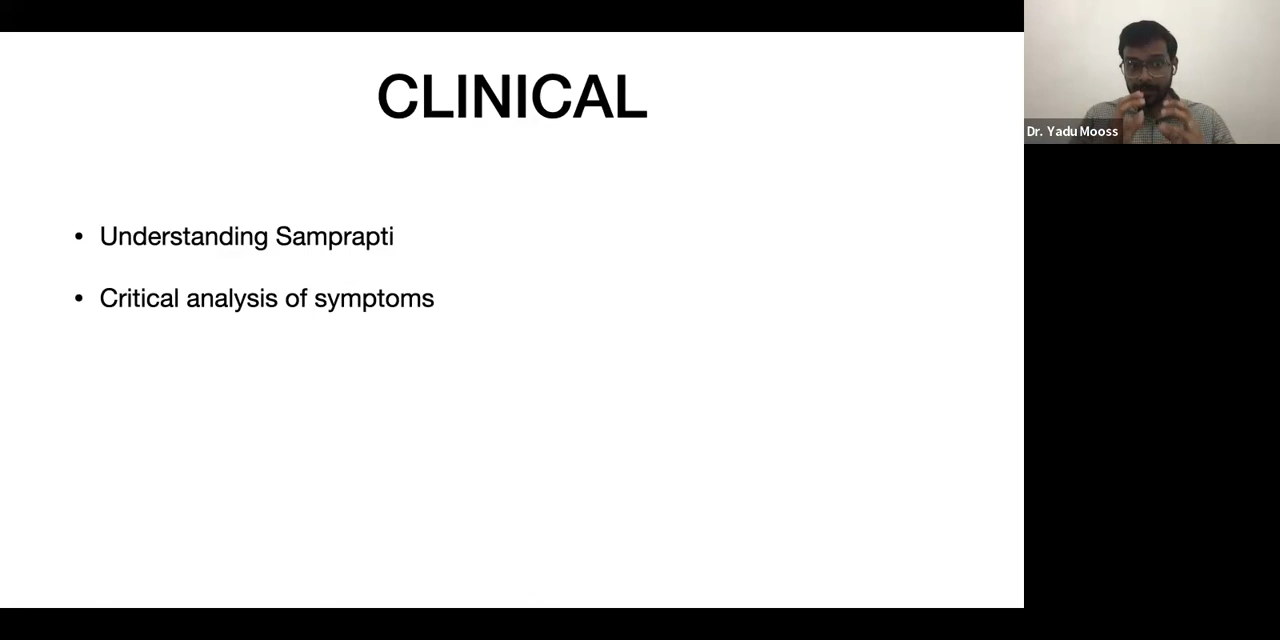 CLINICAL
• Understanding Samprapti
• Critical analysis of symptoms
Dr. Yadu Mooss